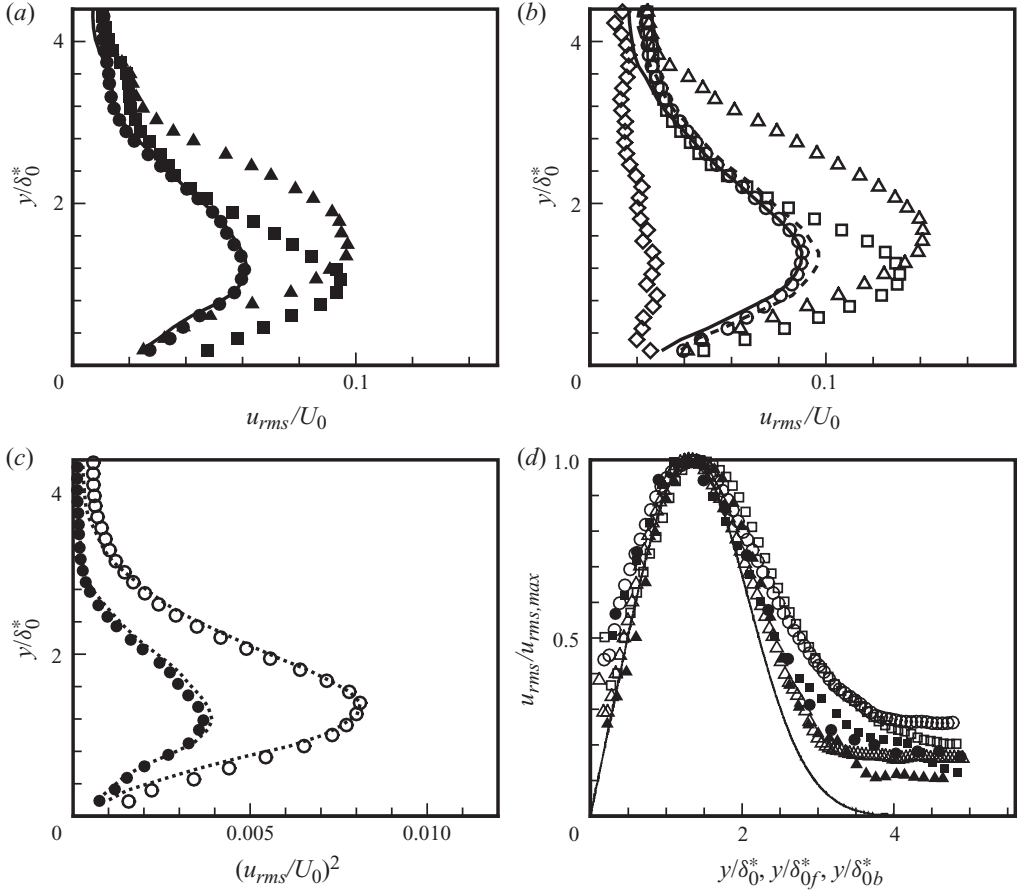 (a)
4
2
0
0.1
y/δ*0
urms/U0
(b)
4
2
0
0.1
y/δ*0
urms/U0
(c)
4
2
0
0.005
0.010
y/δ*0
(urms/U0)2
(d)
1.0
0.5
0
2
4
urms/urms,max
y/δ*0, y/δ*0f, y/δ*0b